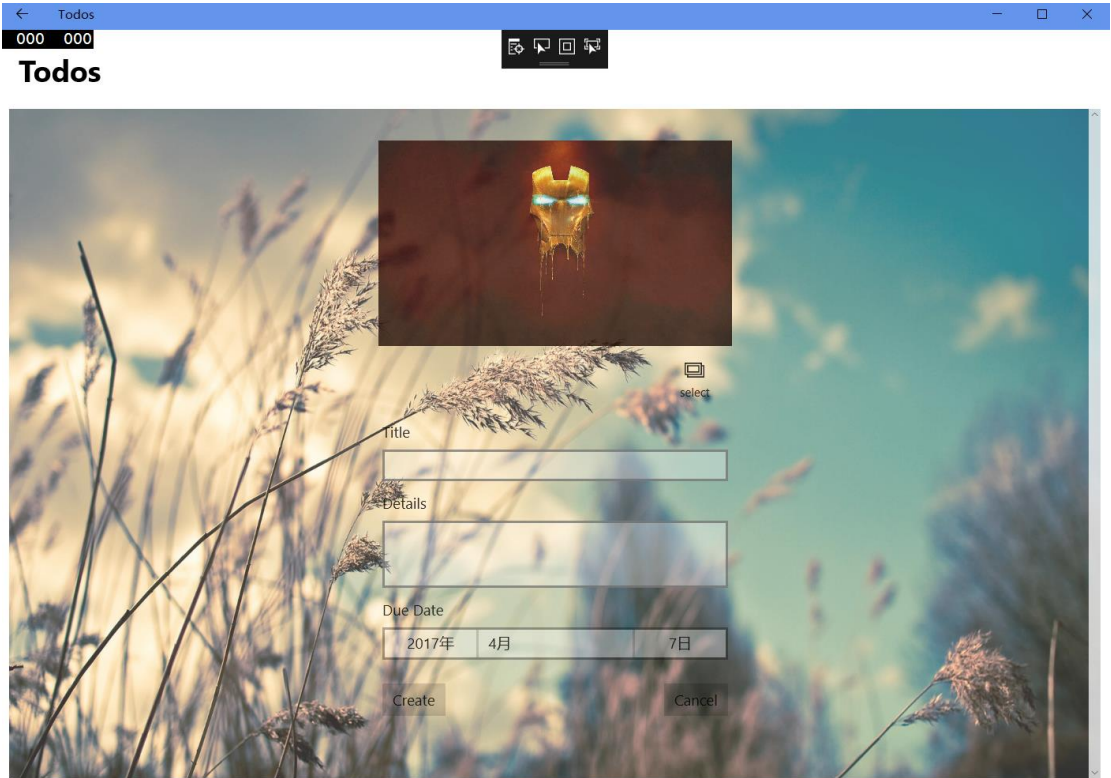 Todos
000 000
Todos
select
Title
Details
Due Date
2017年 4月 7日
Create Cancel